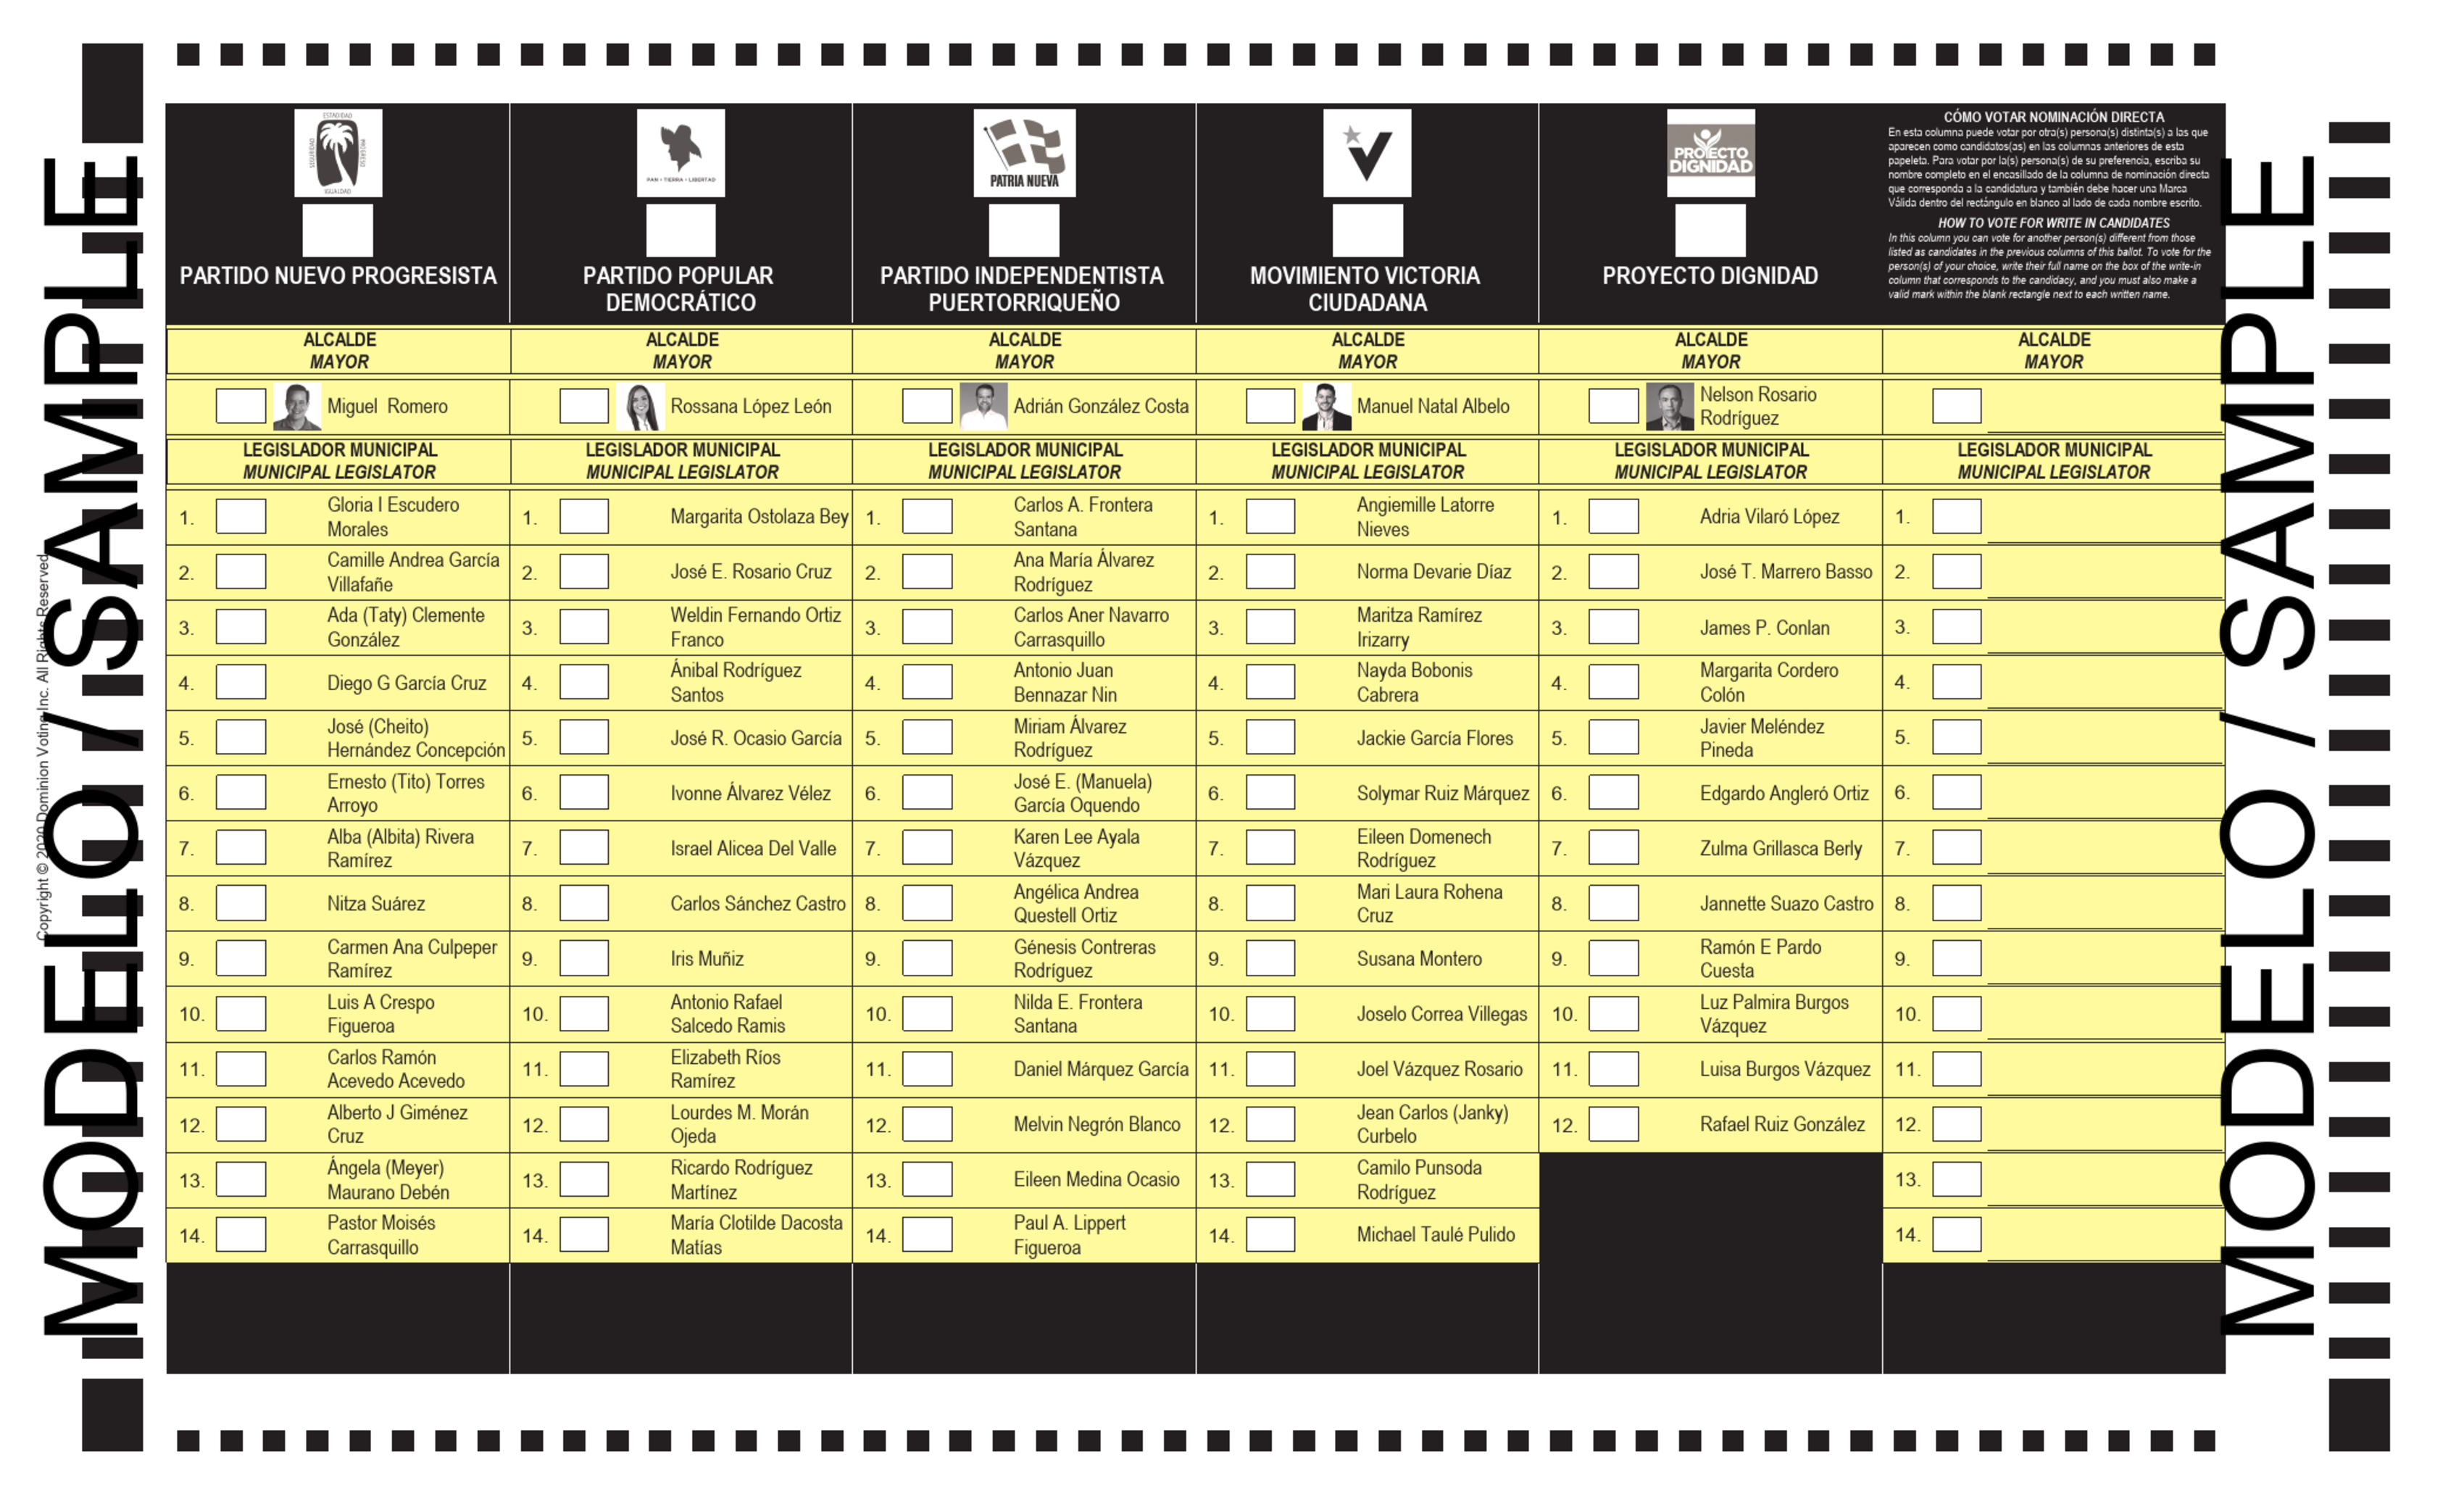 MODELO / SAMPLE
Copyright © 2020 Dominion Voting Inc. All Rights Reserved
ESTADIDAD
SEGURIDAD
PROGRESO
IGUALDAD
PARTIDO NUEVO PROGRESISTA
PAN • TIERRA • LIBERTAD
PARTIDO POPULAR
DEMOCRÁTICO
PATRIA NUEVA
PARTIDO INDEPENDENTISTA
PUERTORRIQUEÑO
MOVIMIENTO VICTORIA
CIUDADANA
PROYECTO
DIGNIDAD
PROYECTO DIGNIDAD
CÓMO VOTAR NOMINACIÓN DIRECTA
En esta columna puede votar por otra(s) persona(s) distinta(s) a las que
aparecen como candidatos(as) en las columnas anteriores de esta
papeleta. Para votar por la(s) persona(s) de su preferencia, escriba su
nombre completo en el encasillado de la columna de nominación directa
que corresponda a la candidatura y también debe hacer una Marca
Válida dentro del rectángulo en blanco al lado de cada nombre escrito.
HOW TO VOTE FOR WRITE IN CANDIDATES
In this column you can vote for another person(s) different from those
listed as candidates in the previous columns of this ballot. To vote for the
person(s) of your choice, write their full name on the box of the write-in
column that corresponds to the candidacy, and you must also make a
valid mark within the blank rectangle next to each written name.
ALCALDE
MAYOR
Miguel Romero
LEGISLADOR MUNICIPAL
MUNICIPAL LEGISLATOR
1. Gloria I Escudero
Morales
2. Camille Andrea García
Villafañe
3. Ada (Taty) Clemente
González
4. Diego G García Cruz
5. José (Cheito)
Hernández Concepción
6. Ernesto (Tito) Torres
Arroyo
7. Alba (Albita) Rivera
Ramírez
8. Nitza Suárez
9. Carmen Ana Culpeper
Ramírez
10. Luis A Crespo
Figueroa
11. Carlos Ramón
Acevedo Acevedo
12. Alberto J Giménez
Cruz
13. Ángela (Meyer)
Maurano Debén
14. Pastor Moisés
Carrasquillo
ALCALDE
MAYOR
Rossana López León
LEGISLADOR MUNICIPAL
MUNICIPAL LEGISLATOR
1. Margarita Ostolaza Bey
2. José E. Rosario Cruz
3. Weldin Fernando Ortiz
Franco
4. Ánibal Rodríguez
Santos
5. José R. Ocasio García
6. Ivonne Álvarez Vélez
7. Israel Alicea Del Valle
8. Carlos Sánchez Castro
9. Iris Muñiz
10. Antonio Rafael
Salcedo Ramis
11. Elizabeth Ríos
Ramírez
12. Lourdes M. Morán
Ojeda
13. Ricardo Rodríguez
Martínez
14. María Clotilde Dacosta
Matías
ALCALDE
MAYOR
Adrián González Costa
LEGISLADOR MUNICIPAL
MUNICIPAL LEGISLATOR
1. Carlos A. Frontera
Santana
2. Ana María Álvarez
Rodríguez
3. Carlos Aner Navarro
Carrasquillo
4. Antonio Juan
Bennazar Nin
5. Miriam Álvarez
Rodríguez
6. José E. (Manuela)
García Oquendo
7. Karen Lee Ayala
Vázquez
8. Angélica Andrea
Questell Ortiz
9. Génesis Contreras
Rodríguez
10. Nilda E. Frontera
Santana
11. Daniel Márquez García
12. Melvin Negrón Blanco
13. Eileen Medina Ocasio
14. Paul A. Lippert
Figueroa
ALCALDE
MAYOR
Manuel Natal Albelo
LEGISLADOR MUNICIPAL
MUNICIPAL LEGISLATOR
1. Angiemille Latorre
Nieves
2. Norma Devarie Díaz
3. Maritza Ramírez
Irizarry
4. Nayda Bobonis
Cabrera
5. Jackie García Flores
6. Solymar Ruiz Márquez
7. Eileen Domenech
Rodríguez
8. Mari Laura Rohena
Cruz
9. Susana Montero
10. Joselo Correa Villegas
11. Joel Vázquez Rosario
12. Jean Carlos (Janky)
Curbelo
13. Camilo Punsoda
Rodríguez
14. Michael Taulé Pulido
ALCALDE
MAYOR
Nelson Rosario
Rodríguez
LEGISLADOR MUNICIPAL
MUNICIPAL LEGISLATOR
1. Adria Vilaró López
2. José T. Marrero Basso
3. James P. Conlan
4. Margarita Cordero
Colón
5. Javier Meléndez
Pineda
6. Edgardo Angleró Ortiz
7. Zulma Grillasca Berly
8. Jannette Suazo Castro
9. Ramón E Pardo
Cuesta
10. Luz Palmira Burgos
Vázquez
11. Luisa Burgos Vázquez
12. Rafael Ruiz González
ALCALDE
MAYOR
LEGISLADOR MUNICIPAL
MUNICIPAL LEGISLATOR
1.
2.
3.
4.
5.
6.
7.
8.
9.
10.
11.
12.
13.
14.
MODELO / SAMPLE